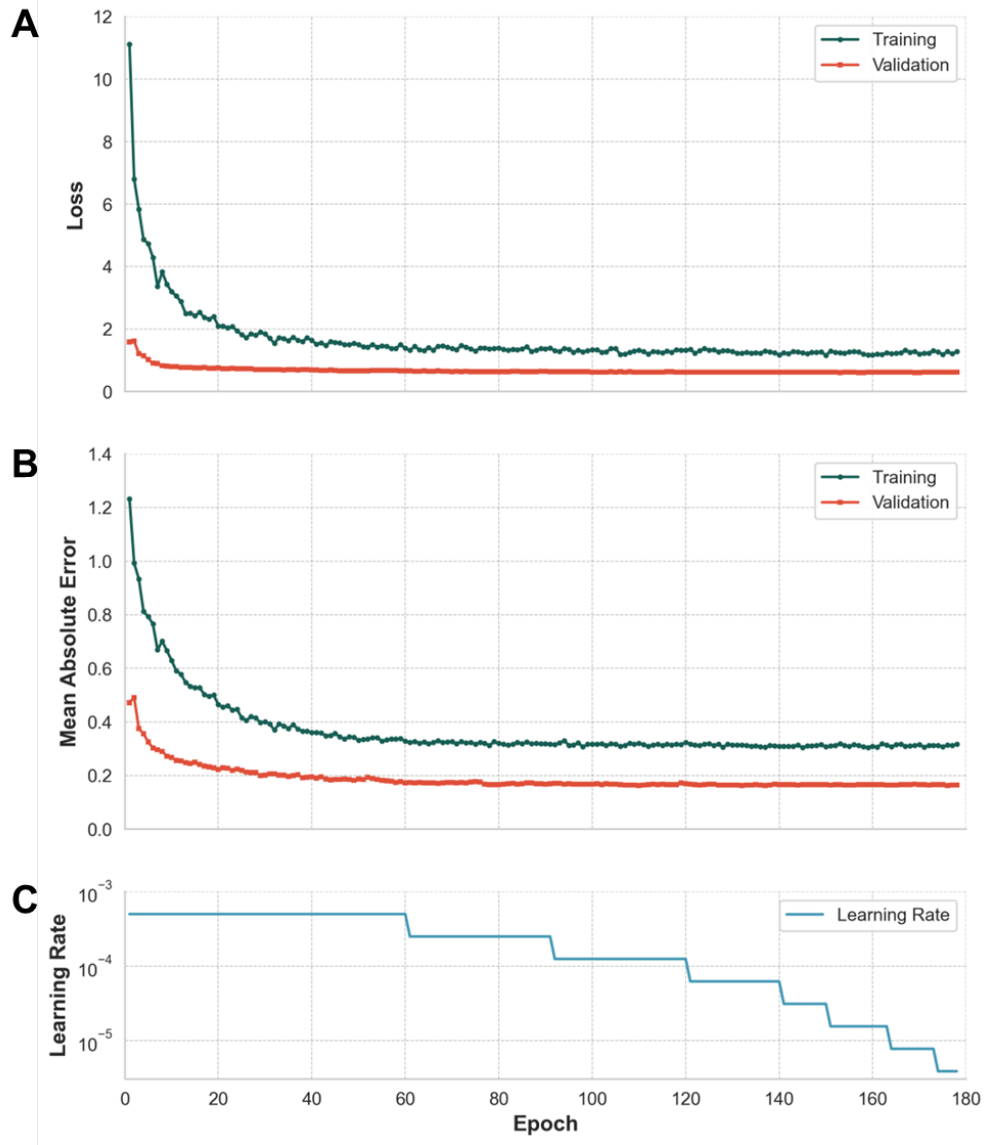 A
12
10
8
6
4
2
0
Loss
Training
Validation
B
1.4
1.2
1.0
0.8
0.6
0.4
0.2
0.0
Mean Absolute Error
Training
Validation
C
10⁻³
10⁻⁴
10⁻⁵
Learning Rate
Learning Rate
0 20 40 60 80 100 120 140 160 180
Epoch